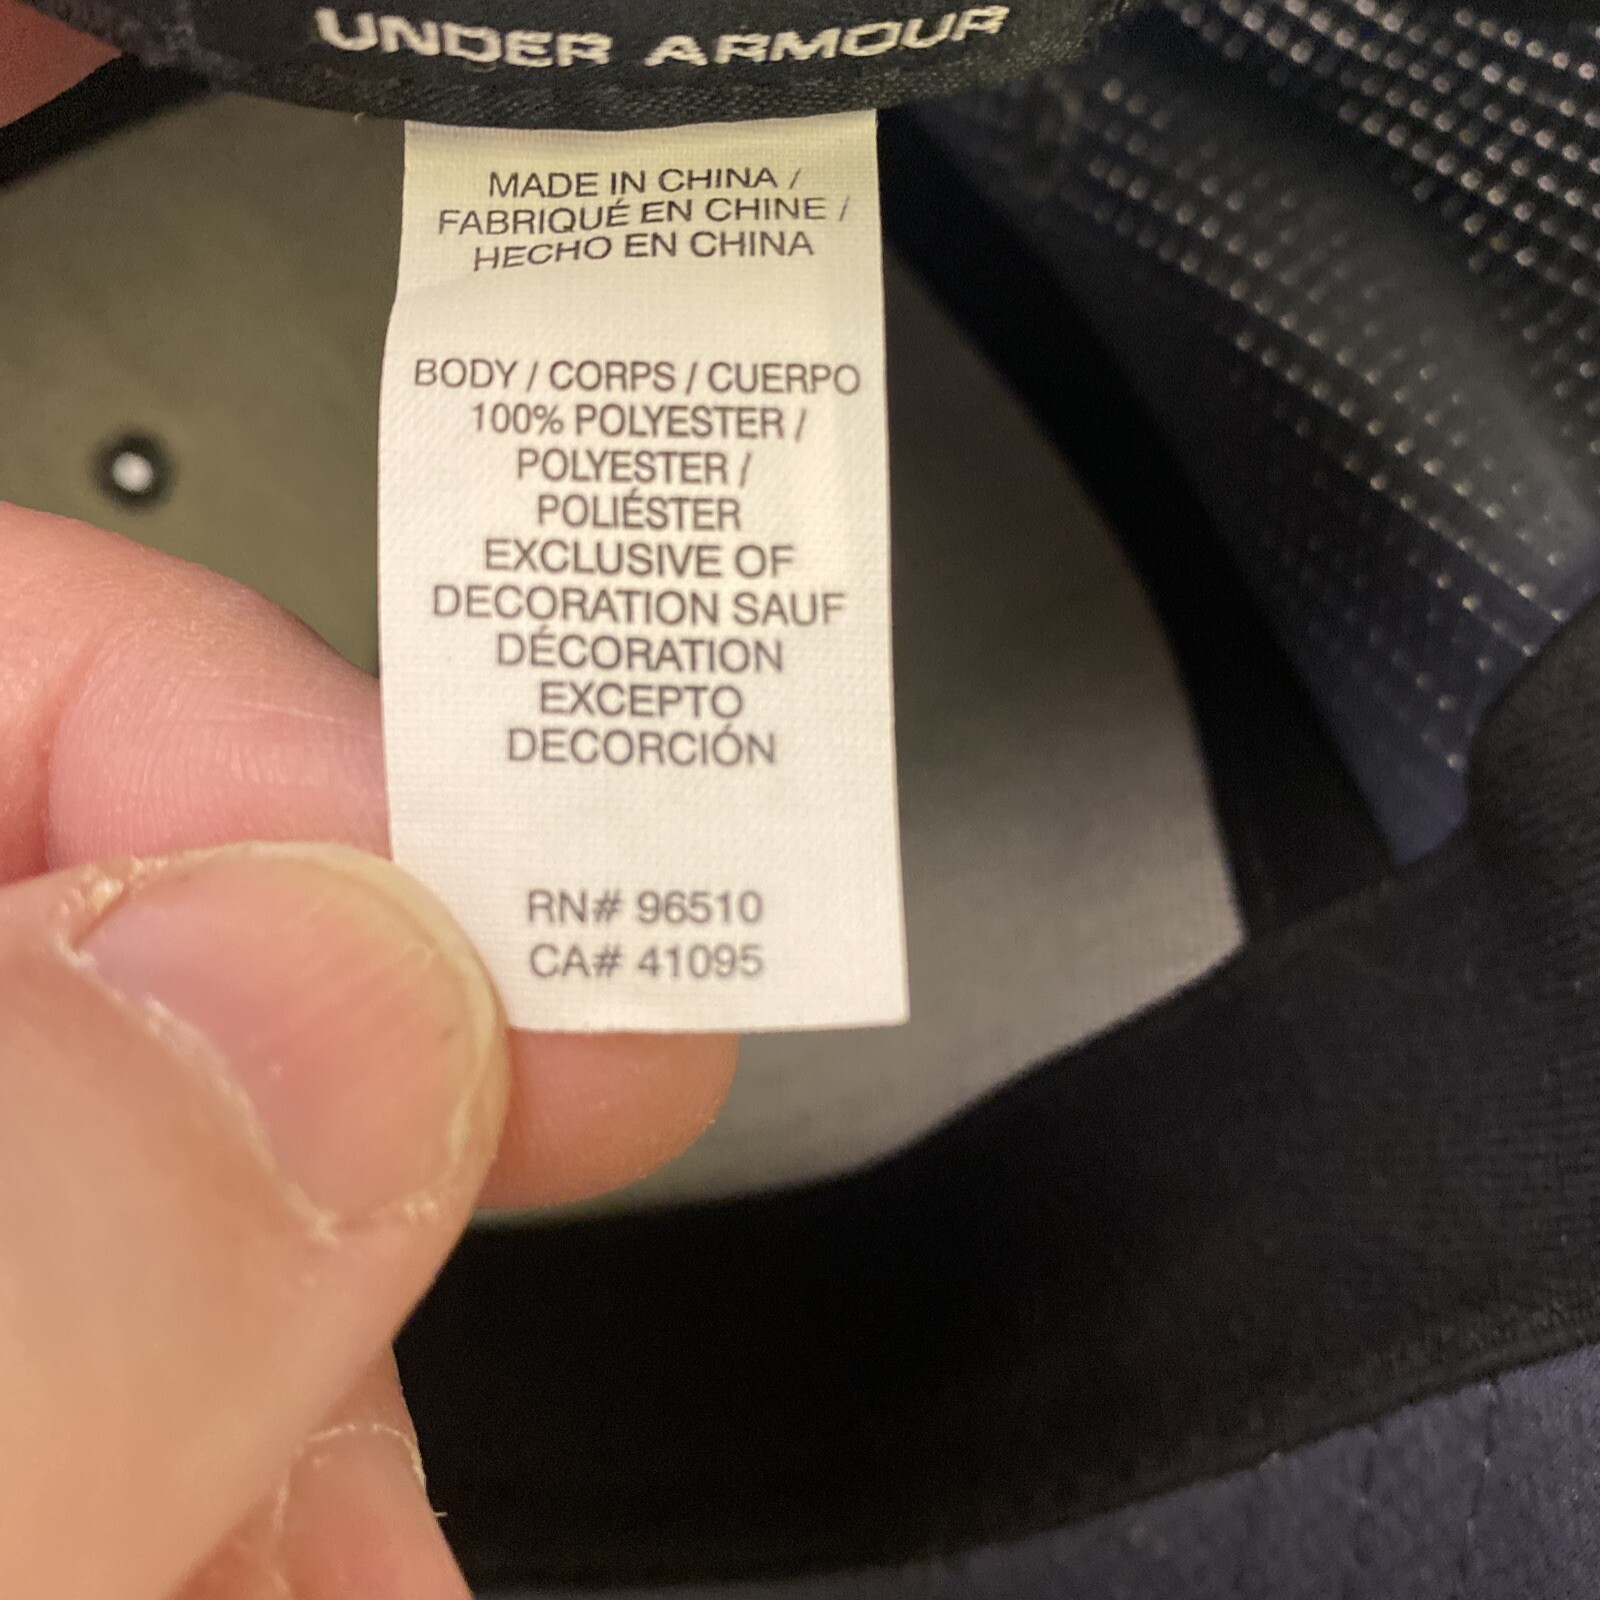 UNDER ARMOUR
MADE IN CHINA /
FABRIQUÉ EN CHINE /
HECHO EN CHINA
BODY / CORPS / CUERPO
100% POLYESTER /
POLYESTER /
POLIÉSTER
EXCLUSIVE OF
DECORATION SAUF
DÉCORATION
EXCEPTO
DECORCIÓN
RN# 96510
CA# 41095